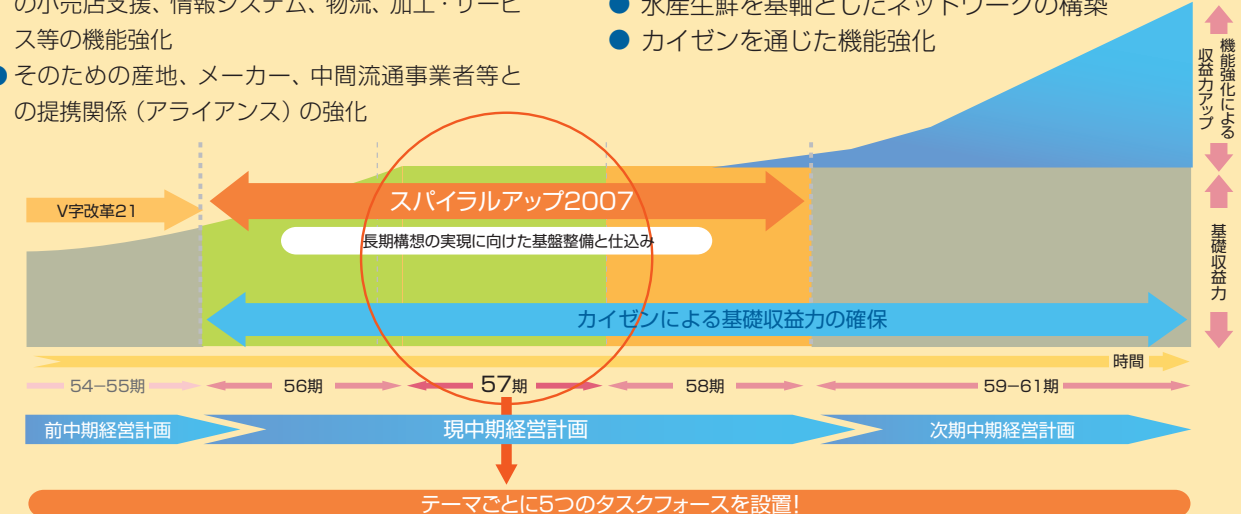 の小売店支援、情報システム、物流、加工・サービ
ス等の機能強化
● そのための産地、メーカー、中間流通事業者等と
の提携関係（アライアンス）の強化
● 水産生鮮を基軸としたネットワークの構築
● カイゼンを通じた機能強化
機能強化による
収益力アップ
V字改革21
スパイラルアップ2007
長期構想の実現に向けた基盤整備と仕込み
基礎収益力
カイゼンによる基礎収益力の確保
時間
54−55期
56期
57期
58期
59−61期
前中期経営計画
現中期経営計画
次期中期経営計画
テーマごとに5つのタスクフォースを設置！